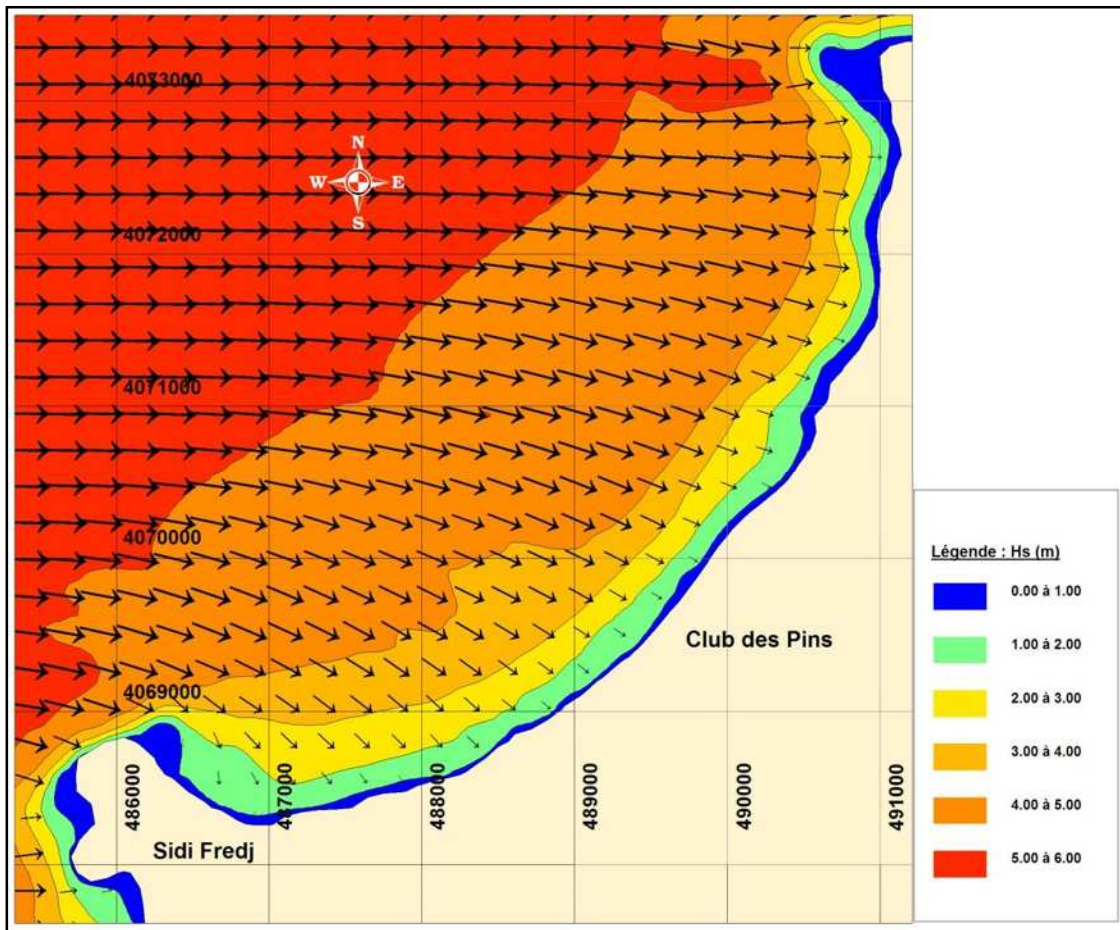 4073000
N
W E
S
4072000
4071000
4070000
4069000
Club des Pins
Sidi Fredj
486000
487000
488000
489000
490000
491000
Légende : Hs (m)
0.00 à 1.00
1.00 à 2.00
2.00 à 3.00
3.00 à 4.00
4.00 à 5.00
5.00 à 6.00